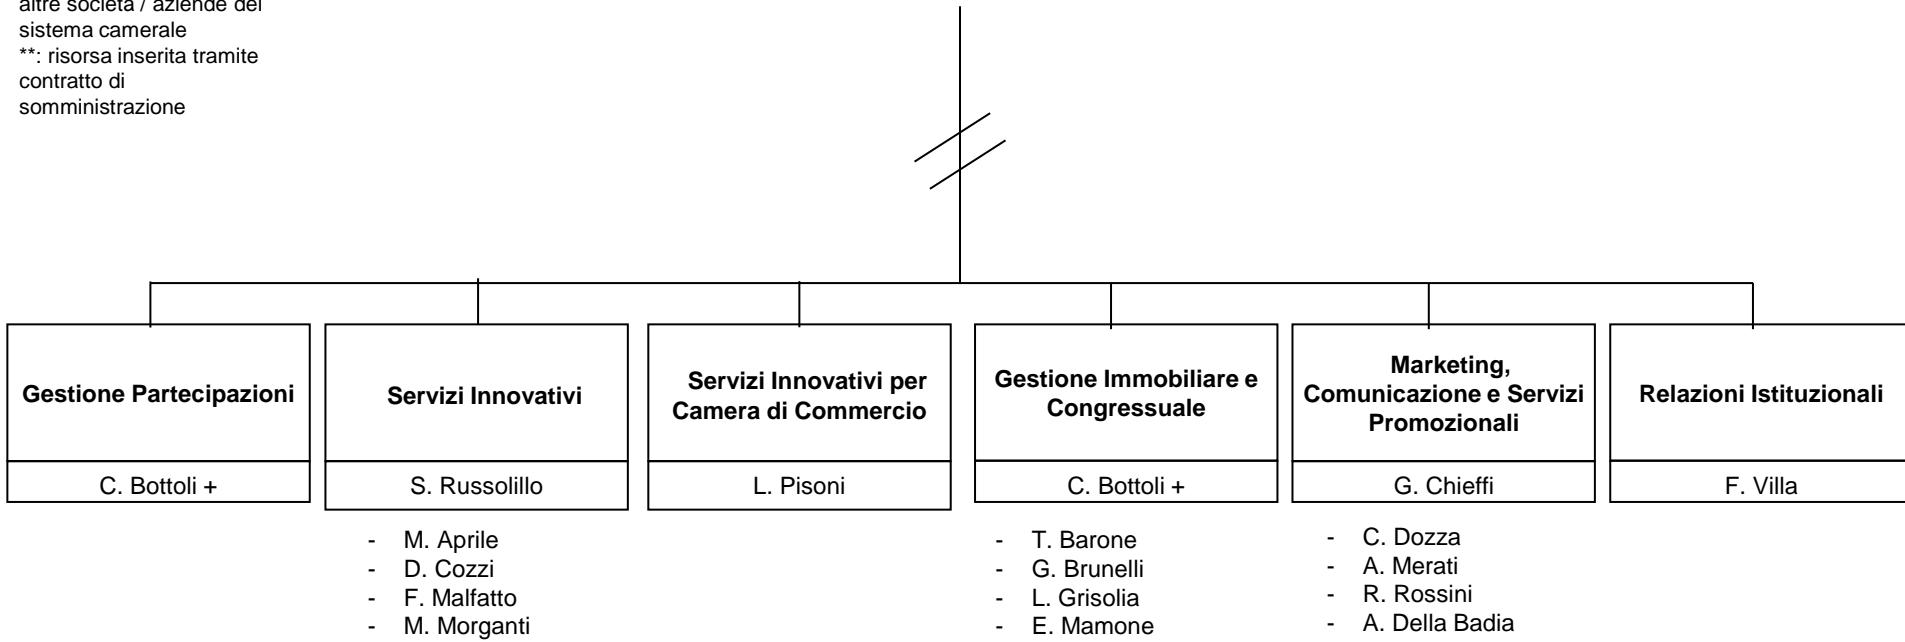 altre società / aziende del
sistema camerale
**: risorsa inserita tramite
contratto di
somministrazione
Gestione Partecipazioni
C. Bottoli +
Servizi Innovativi
S. Russolillo
- M. Aprile
- D. Cozzi
- F. Malfatto
- M. Morganti
Servizi Innovativi per
Camera di Commercio
L. Pisoni
Gestione Immobiliare e
Congressuale
C. Bottoli +
- T. Barone
- G. Brunelli
- L. Grisolia
- E. Mamone
Marketing,
Comunicazione e Servizi
Promozionali
G. Chieffi
- C. Dozza
- A. Merati
- R. Rossini
- A. Della Badia
Relazioni Istituzionali
F. Villa